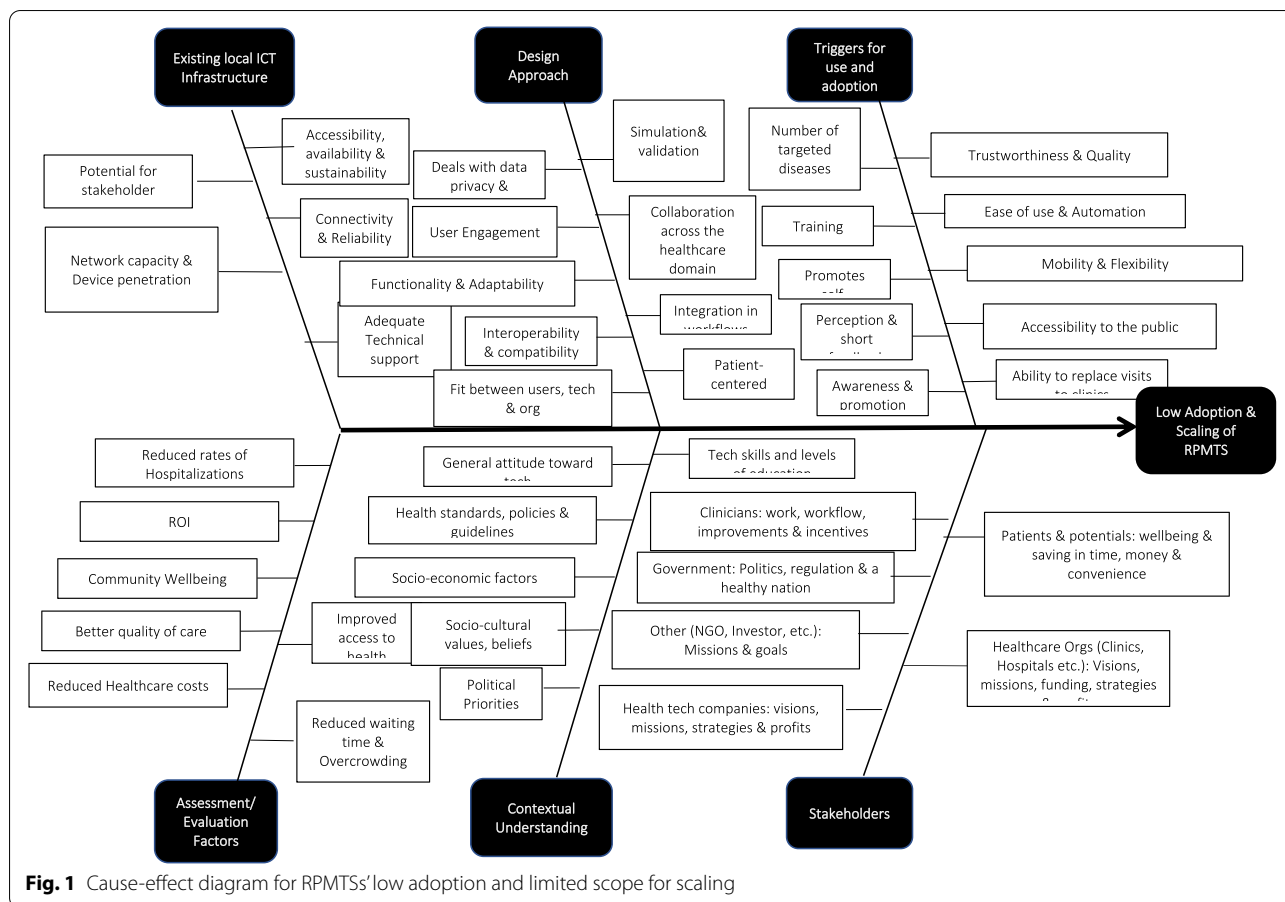 Existing local ICT
Infrastructure
Design
Approach
Triggers for
use and
adoption
Accessibility,
availability &
sustainability
Potential for
stakeholder
Connectivity
& Reliability
Network capacity &
Device penetration
Adequate
Technical
support
Simulation&
validation
Deals with data
privacy &
User Engagement
Collaboration
across the
healthcare
domain
Functionality & Adaptability
Integration in
workflows
Interoperability
& compatibility
Patient-
centered
Fit between users, tech
& org
Number of
targeted
diseases
Trustworthiness & Quality
Training
Ease of use & Automation
Promotes
self
Mobility & Flexibility
Perception &
short
feedback
Accessibility to the public
Awareness &
promotion
Ability to replace visits
to clinics
Low Adoption &
Scaling of
RPMTS
Reduced rates of
Hospitalizations
ROI
Community Wellbeing
Better quality of care
Improved
access to
health
Reduced Healthcare costs
Reduced waiting
time &
Overcrowding
General attitude toward
tech
Tech skills and levels
of education
Health standards, policies &
guidelines
Socio-economic factors
Socio-cultural
values, beliefs
Political
Priorities
Clinicians: work, workflow,
improvements & incentives
Patients & potentials: wellbeing &
saving in time, money &
convenience
Government: Politics, regulation & a
healthy nation
Other (NGO, Investor, etc.):
Missions & goals
Healthcare Orgs (Clinics,
Hospitals etc.): Visions,
missions, funding, strategies
Health tech companies: visions,
missions, strategies & profits
Assessment/
Evaluation
Factors
Contextual
Understanding
Stakeholders
Fig. 1 Cause-effect diagram for RPMTSs' low adoption and limited scope for scaling